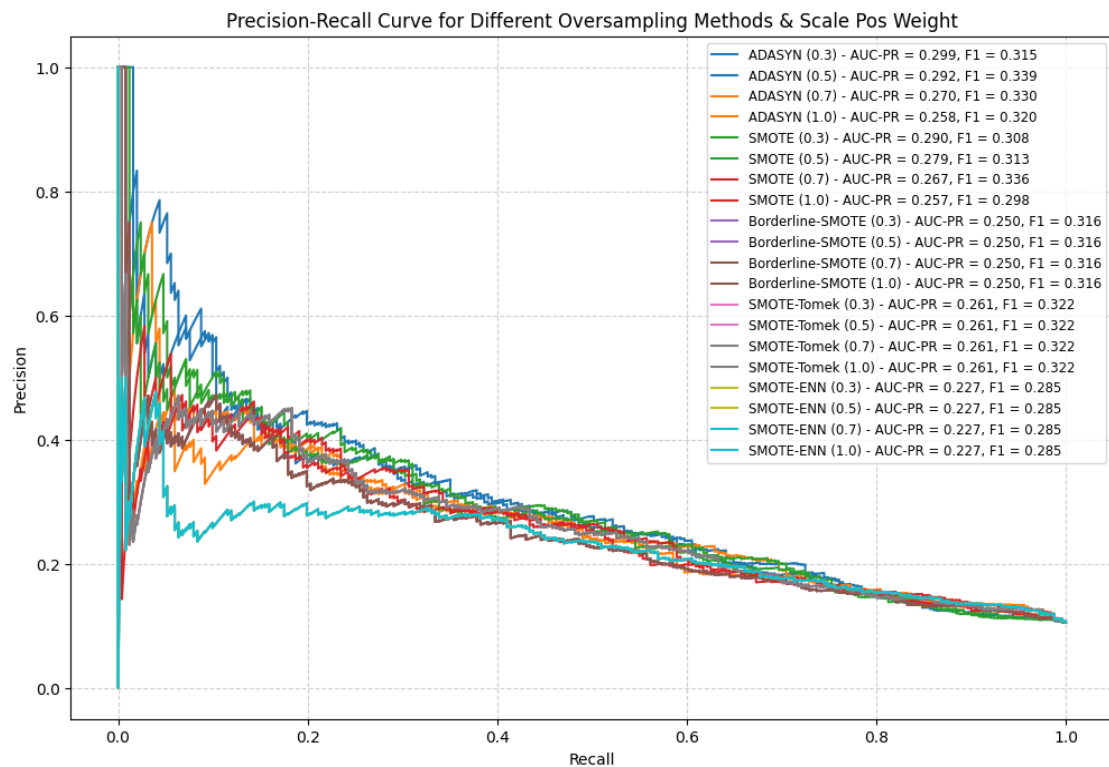 Precision-Recall Curve for Different Oversampling Methods & Scale Pos Weight
ADASYN (0.3) - AUC-PR = 0.299, F1 = 0.315
ADASYN (0.5) - AUC-PR = 0.292, F1 = 0.339
ADASYN (0.7) - AUC-PR = 0.270, F1 = 0.330
ADASYN (1.0) - AUC-PR = 0.258, F1 = 0.320
SMOTE (0.3) - AUC-PR = 0.290, F1 = 0.308
SMOTE (0.5) - AUC-PR = 0.279, F1 = 0.313
SMOTE (0.7) - AUC-PR = 0.267, F1 = 0.336
SMOTE (1.0) - AUC-PR = 0.257, F1 = 0.298
Borderline-SMOTE (0.3) - AUC-PR = 0.250, F1 = 0.316
Borderline-SMOTE (0.5) - AUC-PR = 0.250, F1 = 0.316
Borderline-SMOTE (0.7) - AUC-PR = 0.250, F1 = 0.316
Borderline-SMOTE (1.0) - AUC-PR = 0.250, F1 = 0.316
SMOTE-Tomek (0.3) - AUC-PR = 0.261, F1 = 0.322
SMOTE-Tomek (0.5) - AUC-PR = 0.261, F1 = 0.322
SMOTE-Tomek (0.7) - AUC-PR = 0.261, F1 = 0.322
SMOTE-Tomek (1.0) - AUC-PR = 0.261, F1 = 0.322
SMOTE-ENN (0.3) - AUC-PR = 0.227, F1 = 0.285
SMOTE-ENN (0.5) - AUC-PR = 0.227, F1 = 0.285
SMOTE-ENN (0.7) - AUC-PR = 0.227, F1 = 0.285
SMOTE-ENN (1.0) - AUC-PR = 0.227, F1 = 0.285
Precision
1.0
0.8
0.6
0.4
0.2
0.0
0.0 0.2 0.4 0.6 0.8 1.0
Recall